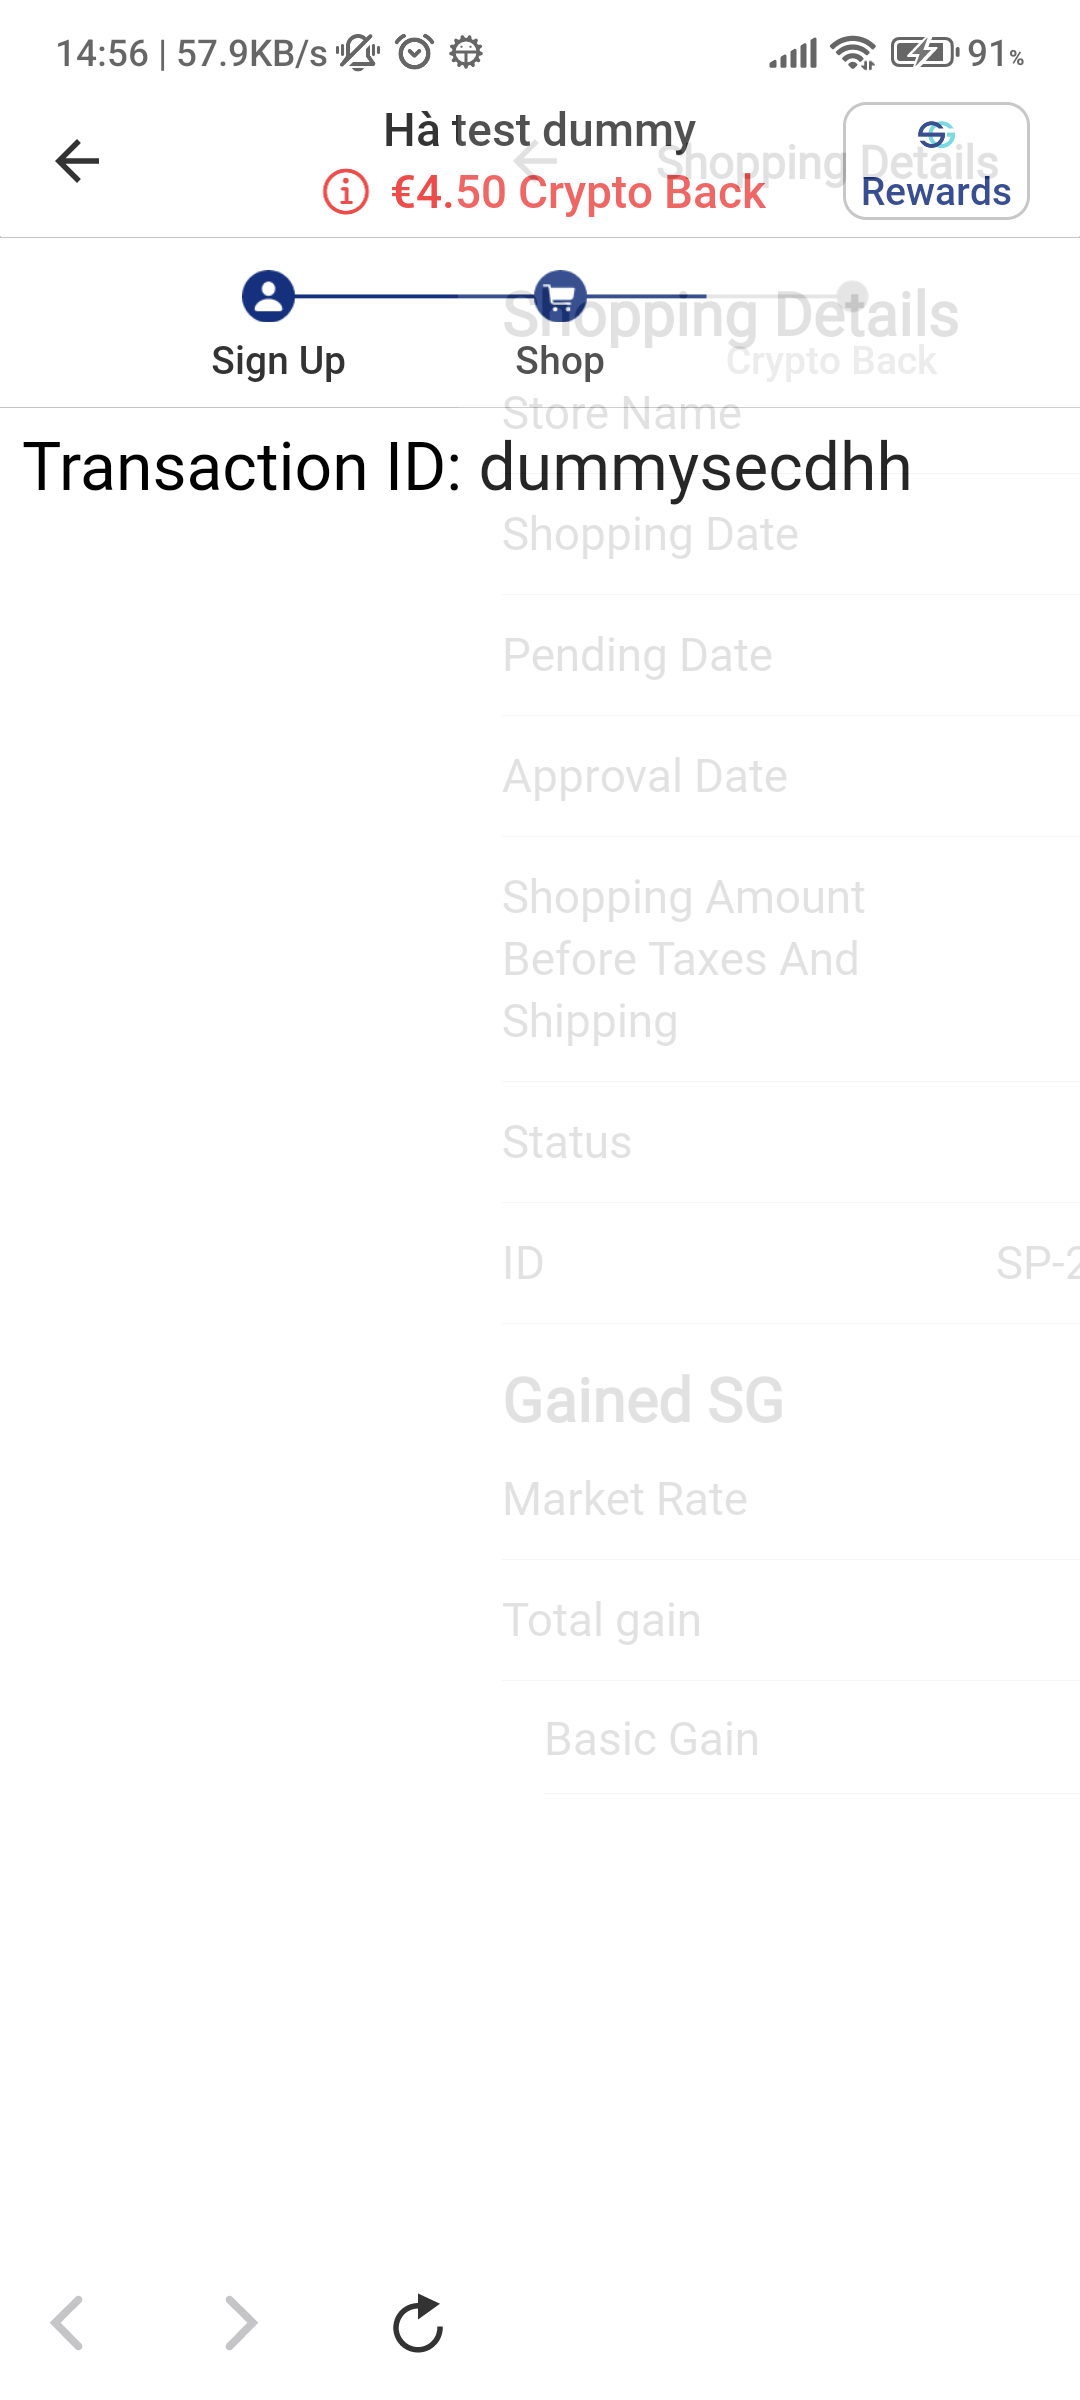 14:56 | 57.9KB/s 91%
Hà test dummy
€4.50 Crypto Back
Shopping Details
Rewards
Sign Up
Shop
Crypto Back
Shopping Details
Store Name
Transaction ID: dummysecdhh
Shopping Date
Pending Date
Approval Date
Shopping Amount
Before Taxes And
Shipping
Status
ID SP-2
Gained SG
Market Rate
Total gain
Basic Gain